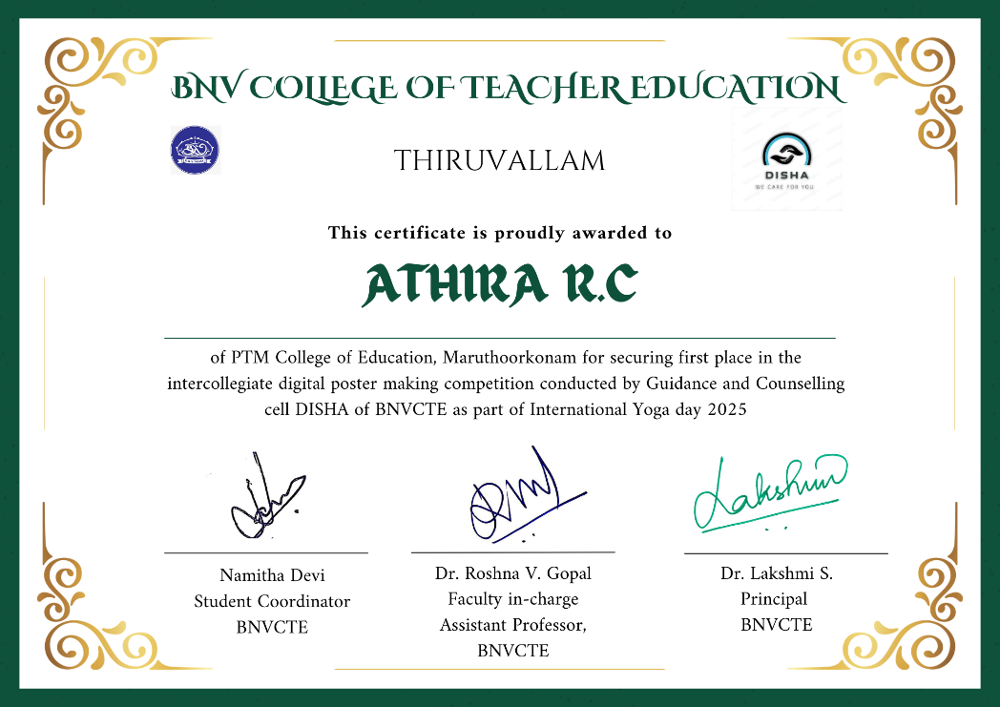 BNV COLLEGE OF TEACHER EDUCATION
THIRUVALLAM
DISHA
WE CARE FOR YOU
This certificate is proudly awarded to
ATHIRA R.C
of PTM College of Education, Maruthoorkonam for securing first place in the
intercollegiate digital poster making competition conducted by Guidance and Counselling
cell DISHA of BNVCTE as part of International Yoga day 2025
Lakshmi
Namitha Devi
Student Coordinator
BNVCTE
Dr. Roshna V. Gopal
Faculty in-charge
Assistant Professor,
BNVCTE
Dr. Lakshmi S.
Principal
BNVCTE